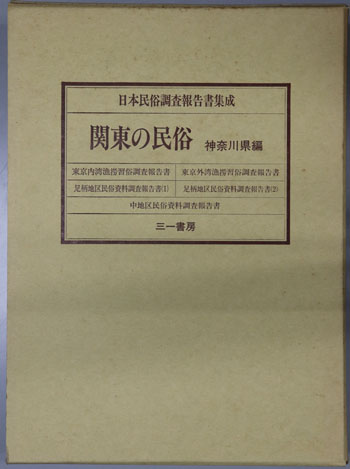 日本民俗調査報告書集成
関東の民俗 神奈川県編
東京内湾漁撈習俗調査報告書 東京外湾漁撈習俗調査報告書
足柄地区民俗資料調査報告書(1) 足柄地区民俗資料調査報告書(2)
中地区民俗資料調査報告書
三一書房